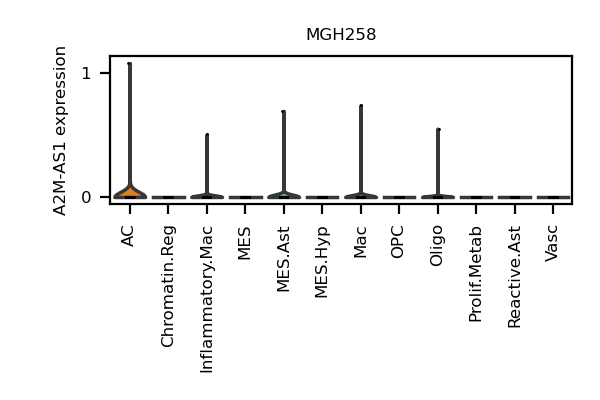 MGH258
A2M-AS1 expression
1
0
AC
Chromatin.Reg
Inflammatory.Mac
MES
MES.Ast
MES.Hyp
Mac
OPC
Oligo
Prolif.Metab
Reactive.Ast
Vasc